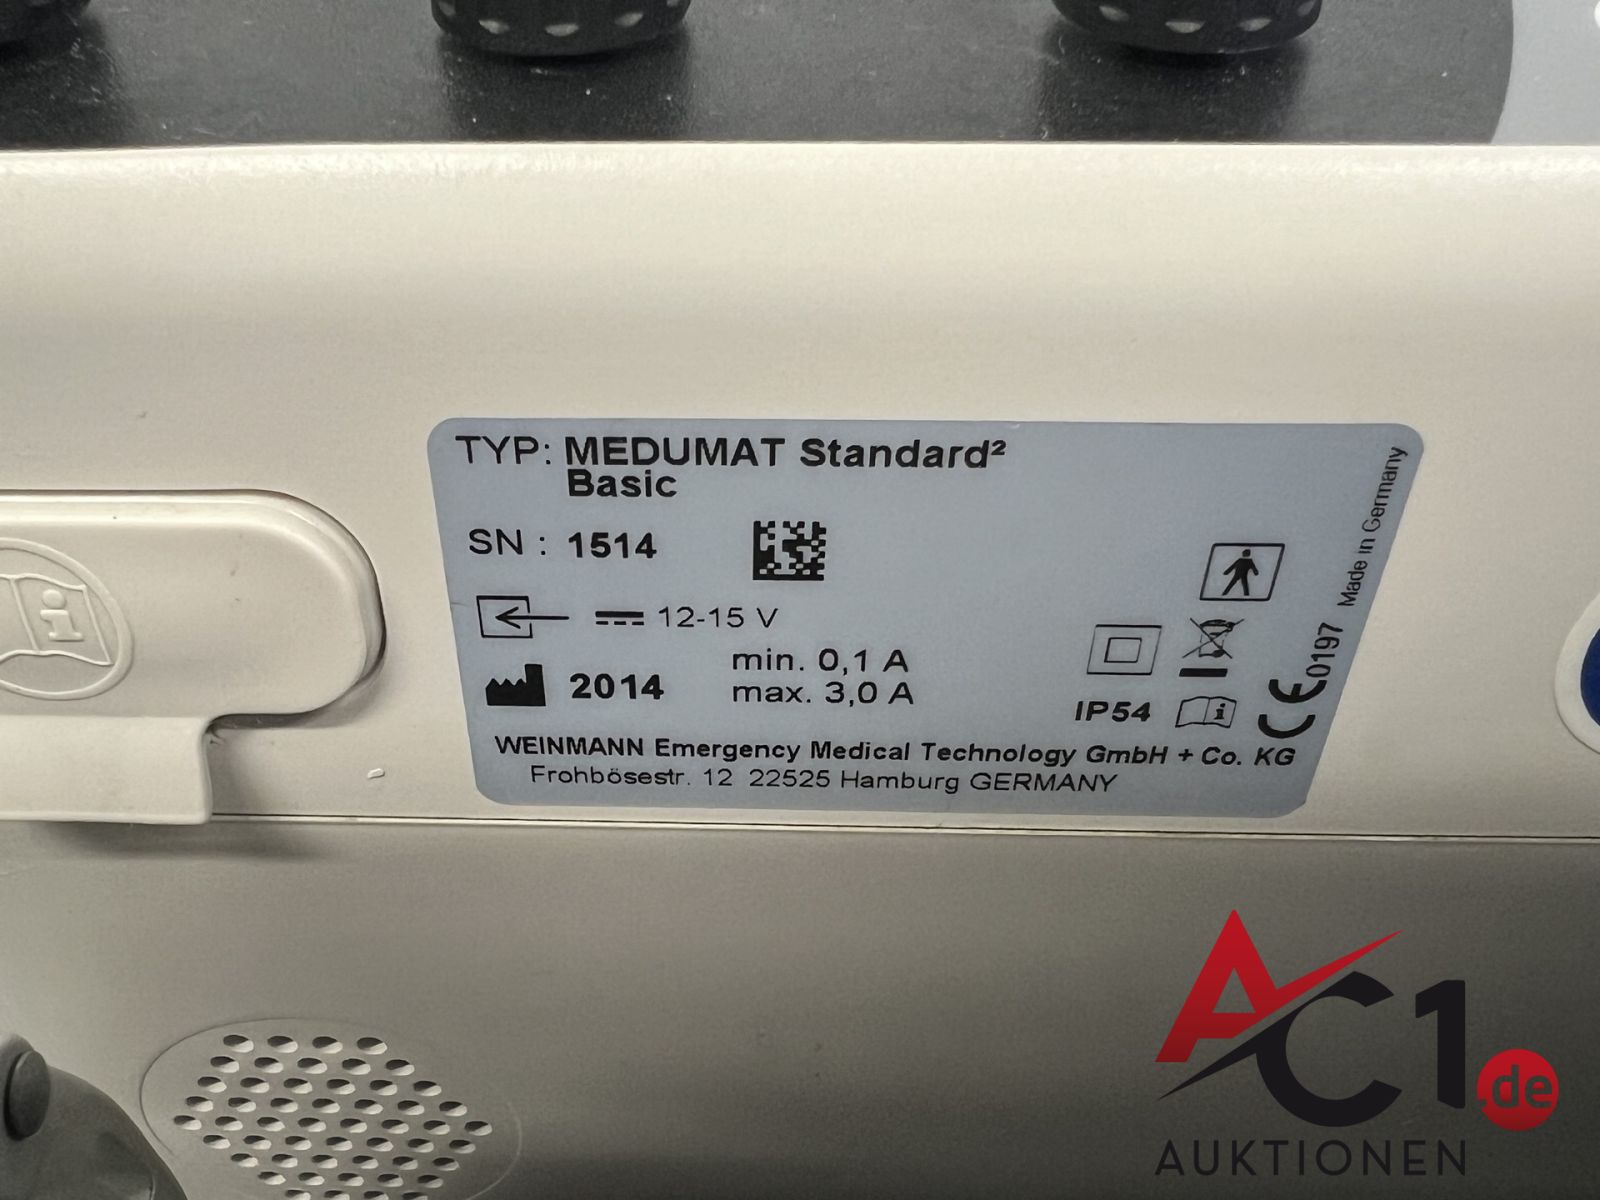 TYP: MEDUMAT Standard²
Basic
SN : 1514
12-15 V
min. 0,1 A
2014 max. 3,0 A
IP54
CE 0197 Made in Germany
WEINMANN Emergency Medical Technology GmbH + Co. KG
Frohbösestr. 12 22525 Hamburg GERMANY
AC1.de
AUKTIONEN